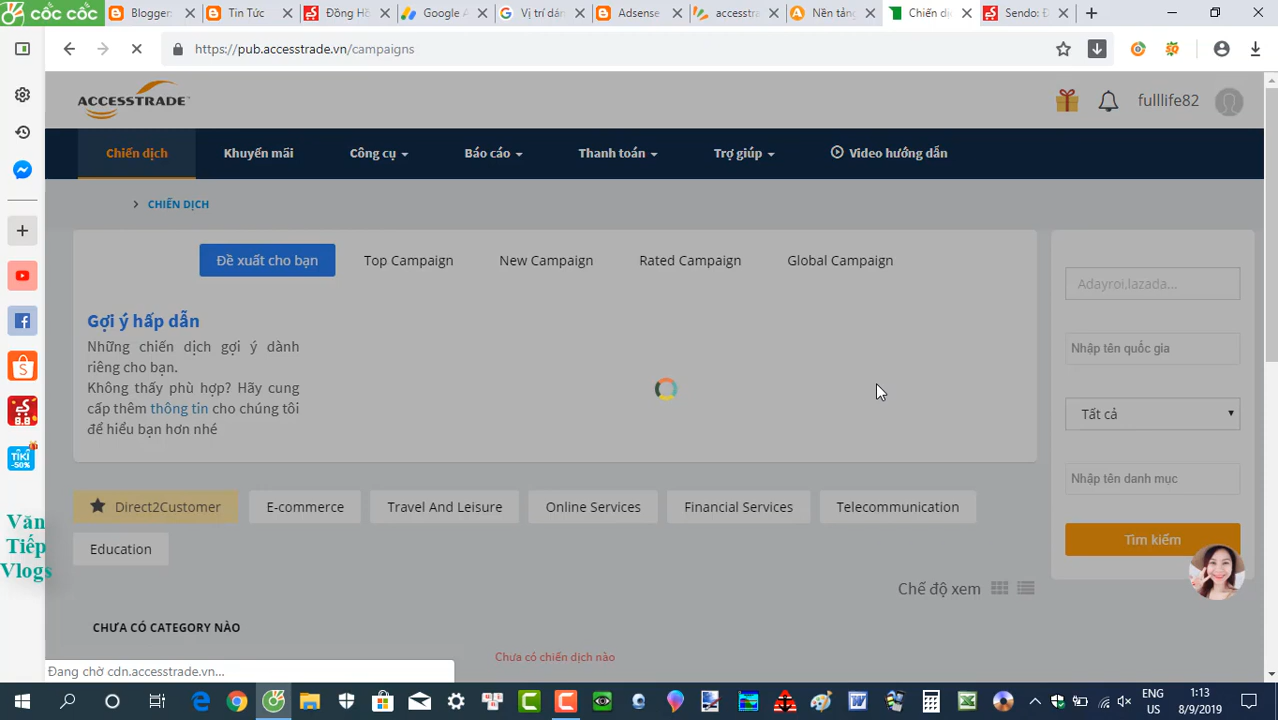 cốc cốc
Blogger:
Tin Tức
Đồng Hồ
Google A
Vị trí dán
Adsense
accesstra
Nền tảng
Chiến dị
Sendo: Đ
https://pub.accesstrade.vn/campaigns
ACCESSTRADE
fulllife82
Chiến dịch
Khuyến mãi
Công cụ
Báo cáo
Thanh toán
Trợ giúp
Video hướng dẫn
CHIẾN DỊCH
Đề xuất cho bạn
Top Campaign
New Campaign
Rated Campaign
Global Campaign
Gợi ý hấp dẫn
Những chiến dịch gợi ý dành
riêng cho bạn.
Không thấy phù hợp? Hãy cung
cấp thêm thông tin cho chúng tôi
để hiểu bạn hơn nhé
Adayroi,lazada...
Nhập tên quốc gia
Tất cả
Nhập tên danh mục
Tìm kiếm
TIKI
-50%
Direct2Customer
E-commerce
Travel And Leisure
Online Services
Financial Services
Telecommunication
Education
Văn
Tiếp
Vlogs
Chế độ xem
CHƯA CÓ CATEGORY NÀO
Chưa có chiến dịch nào
Đang chờ cdn.accesstrade.vn...
ENG
US
1:13
8/9/2019